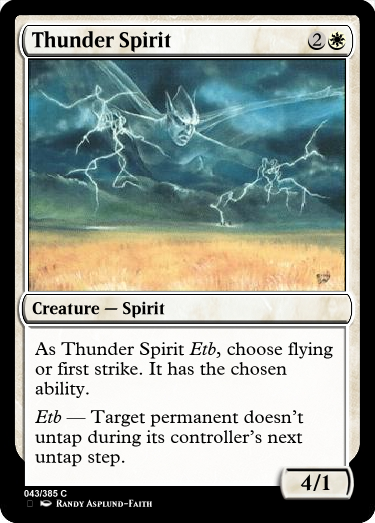 Thunder Spirit 2
Creature — Spirit
As Thunder Spirit Etb, choose flying
or first strike. It has the chosen
ability.
Etb — Target permanent doesn't
untap during its controller's next
untap step.
4/1
043/385 C
Randy Asplund-Faith